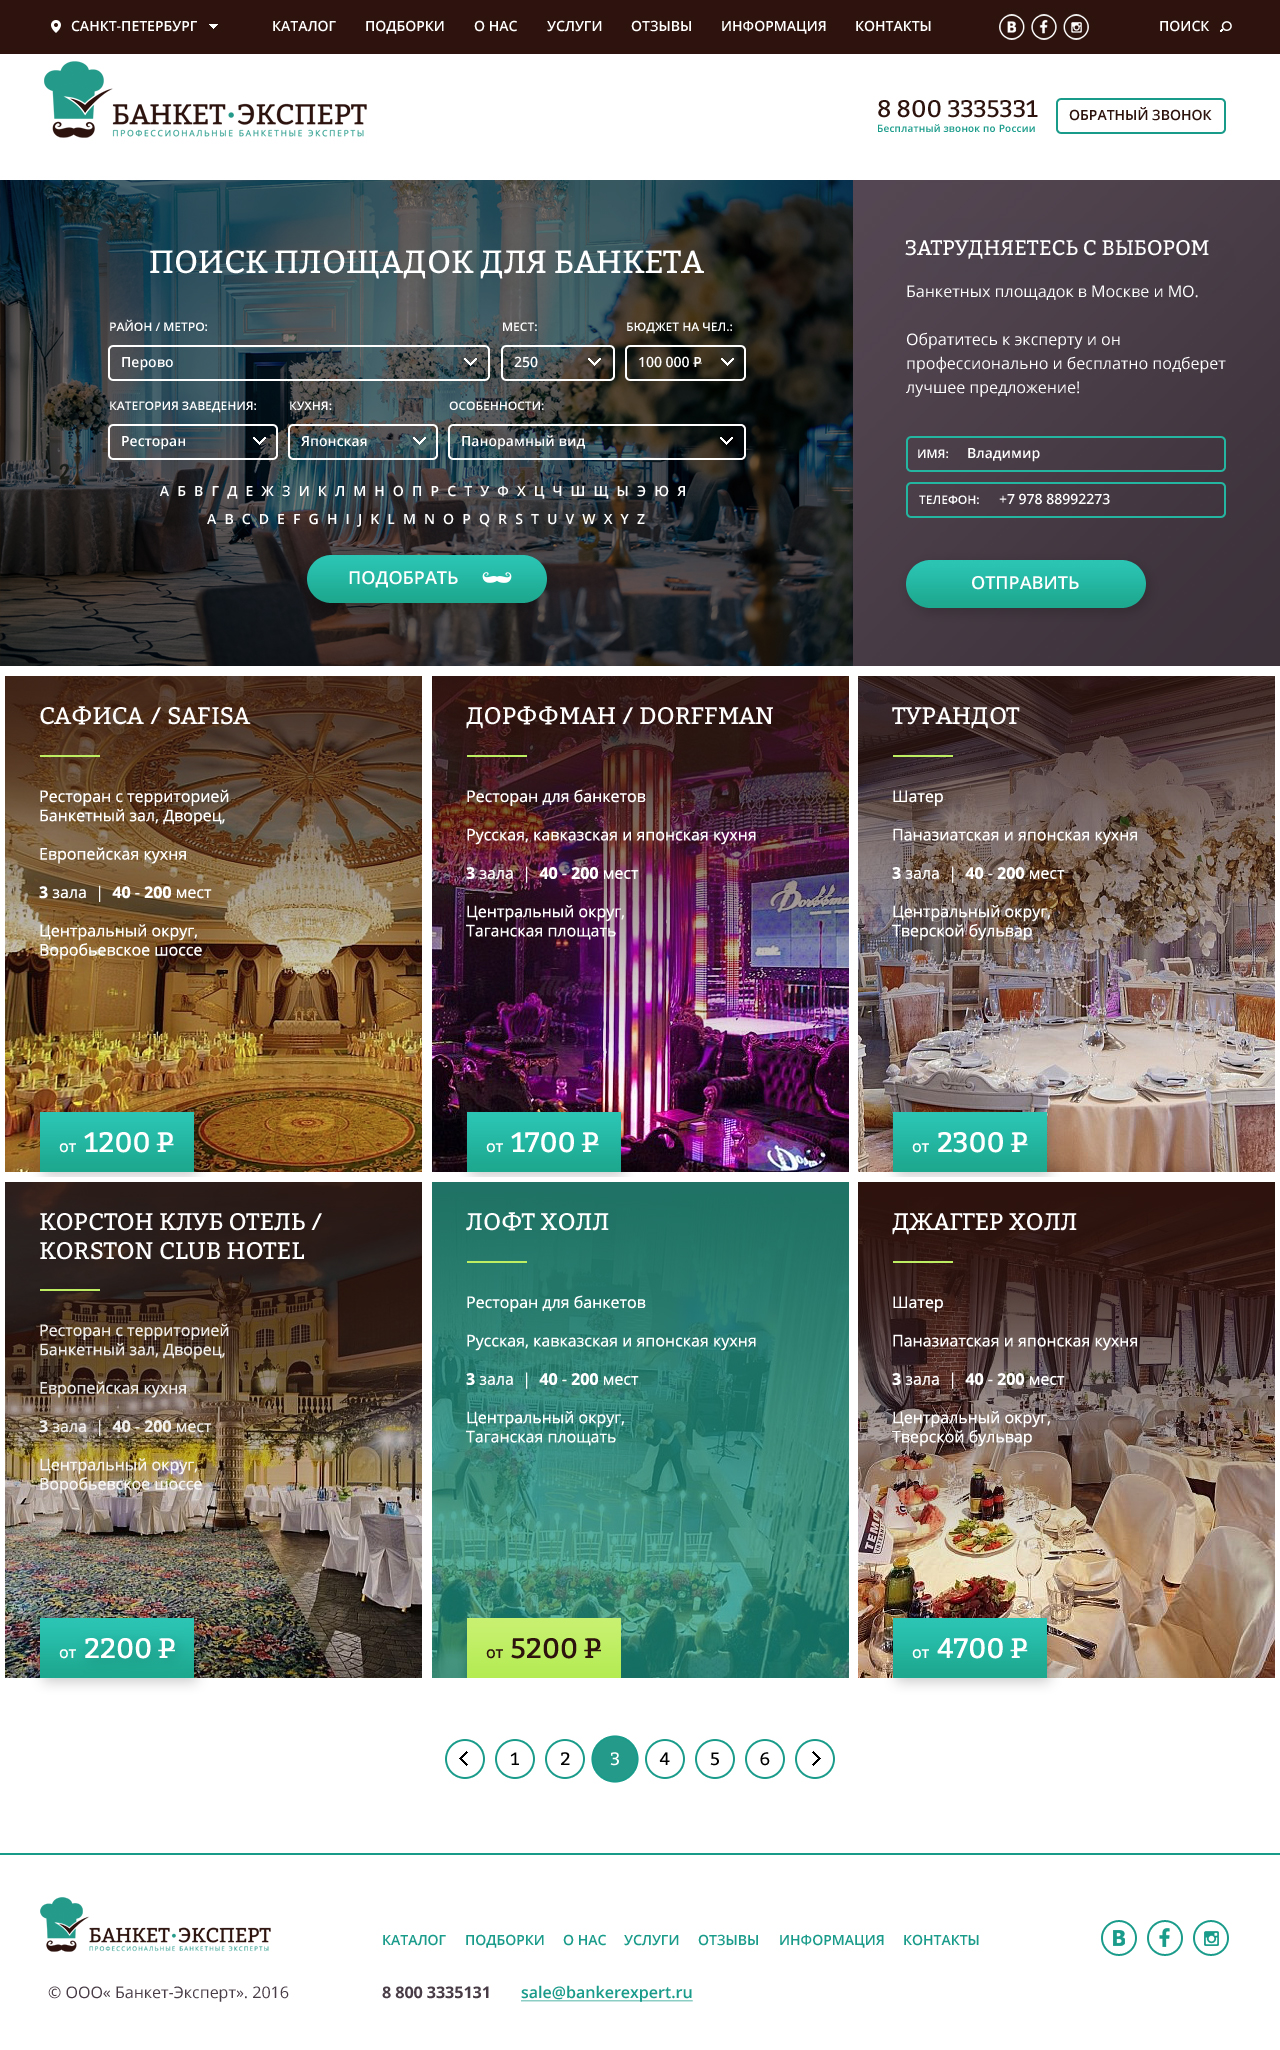 САНКТ-ПЕТЕРБУРГ КАТАЛОГ ПОДБОРКИ О НАС УСЛУГИ ОТЗЫВЫ ИНФОРМАЦИЯ КОНТАКТЫ ПОИСК
БАНКЕТ·ЭКСПЕРТ
ПРОФЕССИОНАЛЬНЫЕ БАНКЕТНЫЕ ЭКСПЕРТЫ
8 800 3335331
Бесплатный звонок по России
ОБРАТНЫЙ ЗВОНОК
ПОИСК ПЛОЩАДОК ДЛЯ БАНКЕТА
РАЙОН / МЕТРО: МЕСТ: БЮДЖЕТ НА ЧЕЛ.:
Перово 250 100 000 ₽
КАТЕГОРИЯ ЗАВЕДЕНИЯ: КУХНЯ: ОСОБЕННОСТИ:
Ресторан Японская Панорамный вид
А Б В Г Д Е Ж З И К Л М Н О П Р С Т У Ф Х Ц Ч Ш Щ Ы Э Ю Я
A B C D E F G H I J K L M N O P Q R S T U V W X Y Z
ПОДОБРАТЬ
ЗАТРУДНЯЕТЕСЬ С ВЫБОРОМ
Банкетных площадок в Москве и МО.
Обратитесь к эксперту и он
профессионально и бесплатно подберет
лучшее предложение!
ИМЯ: Владимир
ТЕЛЕФОН: +7 978 88992273
ОТПРАВИТЬ
САФИСА / SAFISA
Ресторан с территорией
Банкетный зал, Дворец,
Европейская кухня
3 зала | 40 - 200 мест
Центральный округ,
Воробьевское шоссе
от 1200 ₽
ДОРФФМАН / DORFFMAN
Ресторан для банкетов
Русская, кавказская и японская кухня
3 зала | 40 - 200 мест
Центральный округ,
Таганская площать
от 1700 ₽
ТУРАНДОТ
Шатер
Паназиатская и японская кухня
3 зала | 40 - 200 мест
Центральный округ,
Тверской бульвар
от 2300 ₽
КОРСТОН КЛУБ ОТЕЛЬ /
KORSTON CLUB HOTEL
Ресторан с территорией
Банкетный зал, Дворец,
Европейская кухня
3 зала | 40 - 200 мест
Центральный округ,
Воробьевское шоссе
от 2200 ₽
ЛОФТ ХОЛЛ
Ресторан для банкетов
Русская, кавказская и японская кухня
3 зала | 40 - 200 мест
Центральный округ,
Таганская площать
от 5200 ₽
ДЖАГГЕР ХОЛЛ
Шатер
Паназиатская и японская кухня
3 зала | 40 - 200 мест
Центральный округ,
Тверской бульвар
от 4700 ₽
1 2 3 4 5 6
БАНКЕТ·ЭКСПЕРТ
ПРОФЕССИОНАЛЬНЫЕ БАНКЕТНЫЕ ЭКСПЕРТЫ
КАТАЛОГ ПОДБОРКИ О НАС УСЛУГИ ОТЗЫВЫ ИНФОРМАЦИЯ КОНТАКТЫ
© ООО« Банкет-Эксперт». 2016
8 800 3335131 sale@bankerexpert.ru